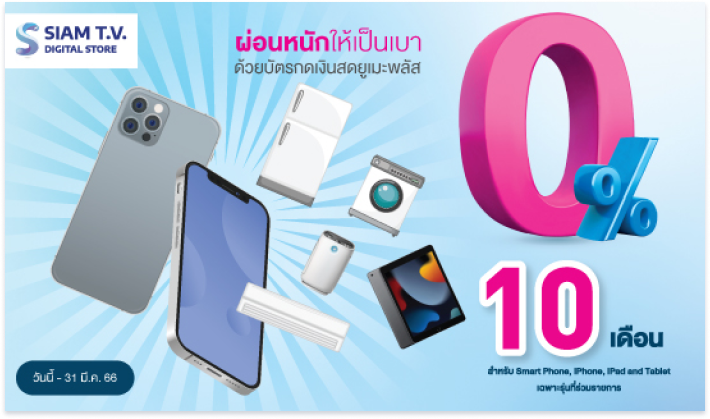 SIAM T.V.
DIGITAL STORE
ผ่อนหนักให้เป็นเบา
ด้วยบัตรกดเงินสดยูเมะพลัส
0%
10 เดือน
สำหรับ Smart Phone, iPhone, iPad and Tablet
เฉพาะรุ่นที่ร่วมรายการ
วันนี้ - 31 มี.ค. 66